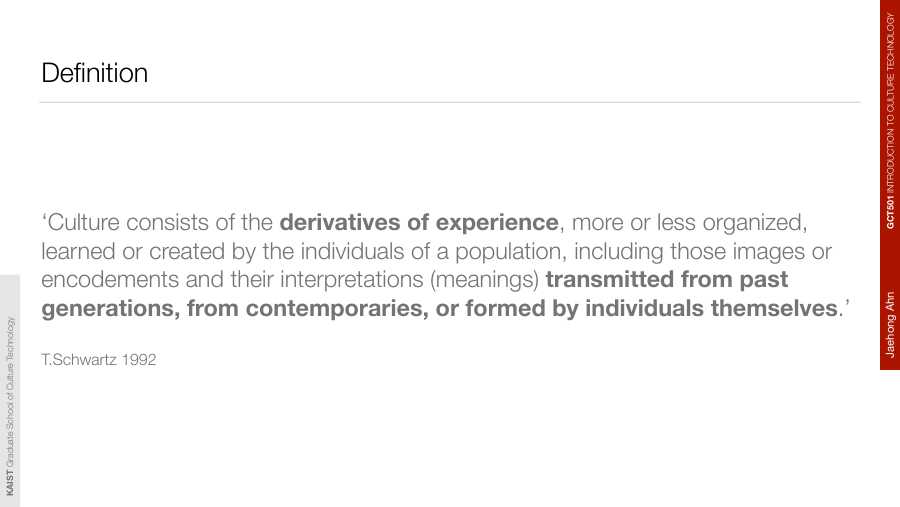 Definition
‘Culture consists of the derivatives of experience, more or less organized,
learned or created by the individuals of a population, including those images or
encodements and their interpretations (meanings) transmitted from past
generations, from contemporaries, or formed by individuals themselves.’
T.Schwartz 1992
GCT501 INTRODUCTION TO CULTURE TECHNOLOGY
Jaehong Ahn
KAIST Graduate School of Culture Technology